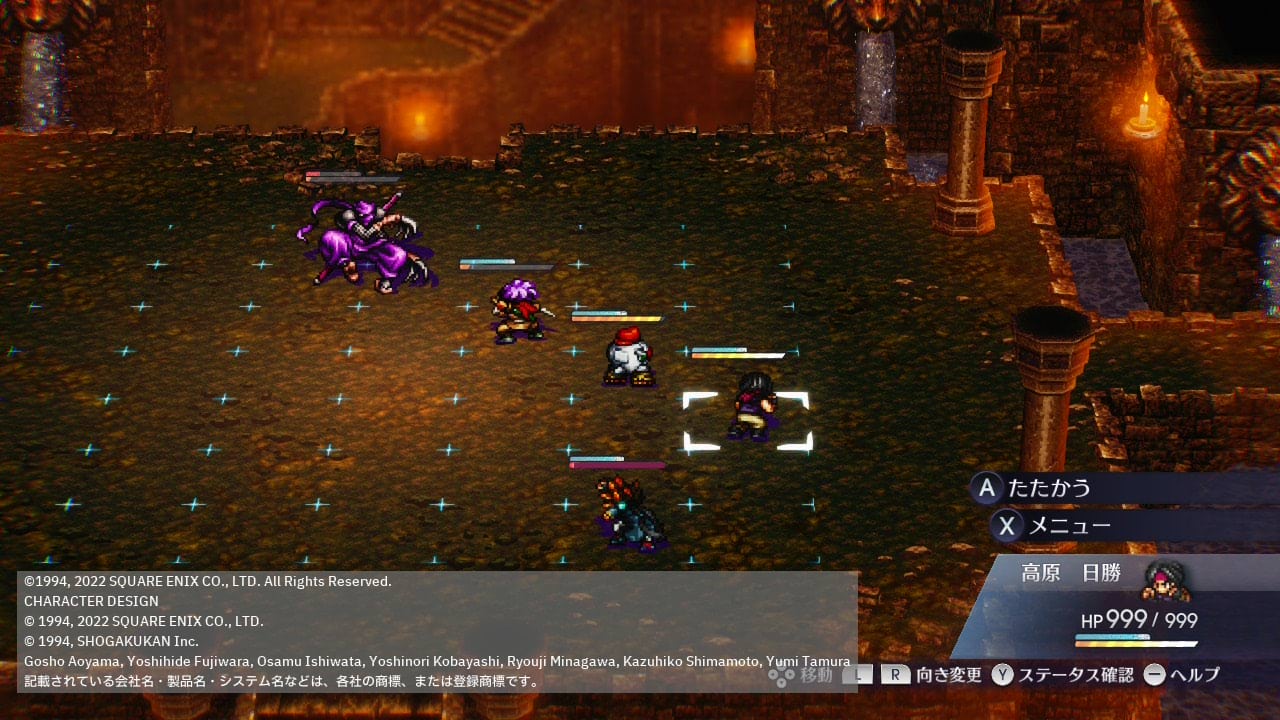 A たたかう
X メニュー
高原 日勝
HP 999 / 999
©1994, 2022 SQUARE ENIX CO., LTD. All Rights Reserved.
CHARACTER DESIGN
© 1994, 2022 SQUARE ENIX CO., LTD.
© 1994, SHOGAKUKAN Inc.
Gosho Aoyama, Yoshihide Fujiwara, Osamu Ishiwata, Yoshinori Kobayashi, Ryouji Minagawa, Kazuhiko Shimamoto, Yumi Tamura
記載されている会社名・製品名・システム名などは、各社の商標、または登録商標です。
移動 L R 向き変更 Y ステータス確認 − ヘルプ